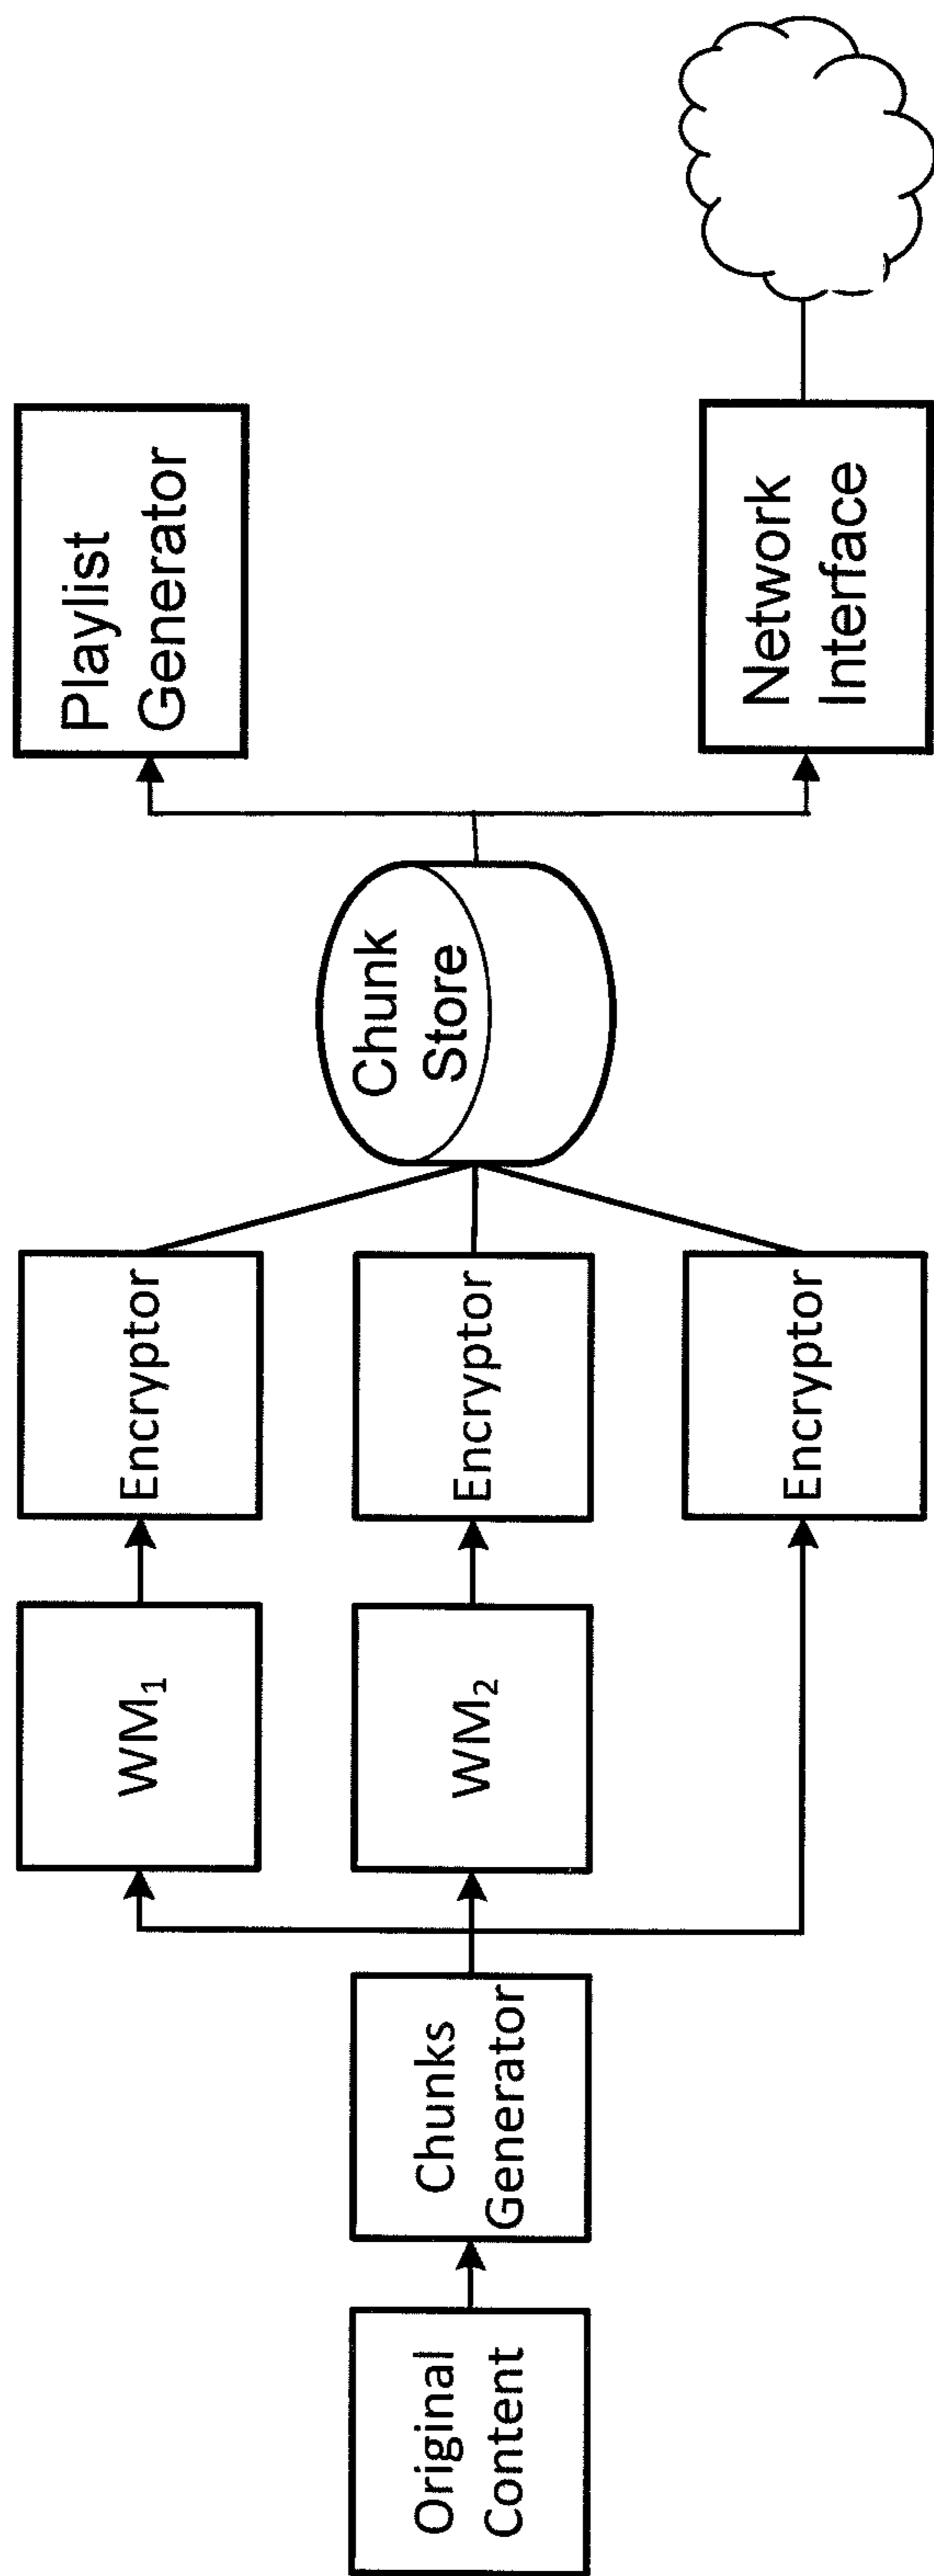 Original
Content
Chunks
Generator
WM₁
WM₂
Encryptor
Encryptor
Encryptor
Chunk
Store
Playlist
Generator
Network
Interface